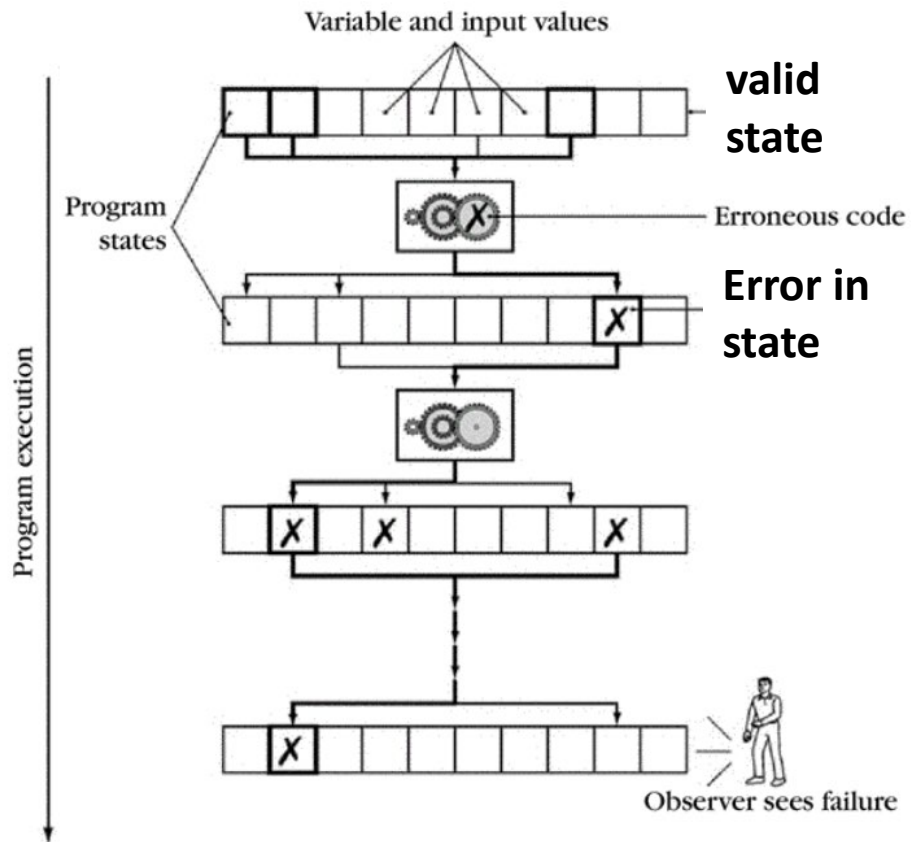 Variable and input values
valid
state
Program
states
Erroneous code
Error in
state
Program execution
Observer sees failure